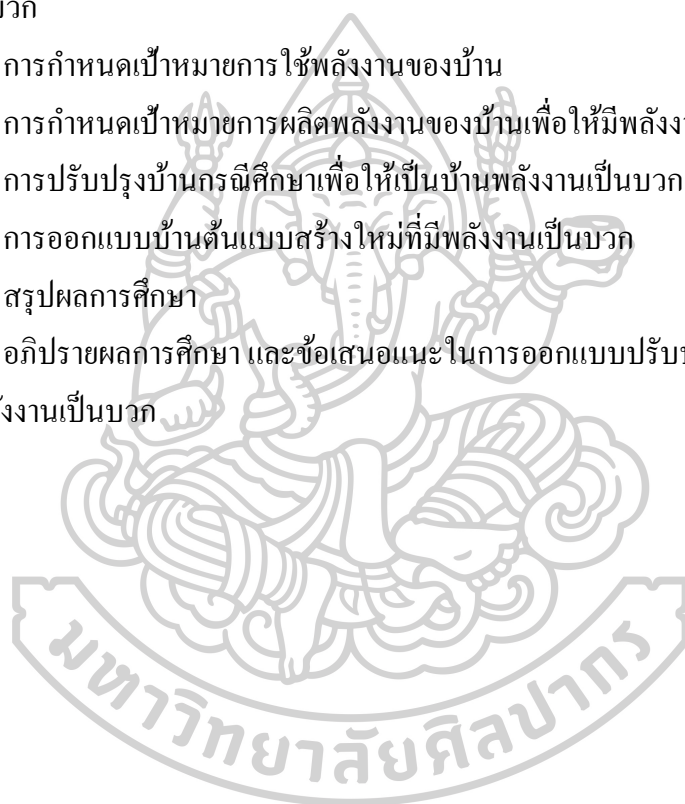 บวก
การกำหนดเป้าหมายการใช้พลังงานของบ้าน
การกำหนดเป้าหมายการผลิตพลังงานของบ้านเพื่อให้มีพลังง
การปรับปรุงบ้านกรณีศึกษาเพื่อให้เป็นบ้านพลังงานเป็นบวก
การออกแบบบ้านต้นแบบสร้างใหม่ที่มีพลังงานเป็นบวก
สรุปผลการศึกษา
อภิปรายผลการศึกษา และข้อเสนอแนะในการออกแบบปรับป
ังงานเป็นบวก
มหาวิทยาลัยศิลปากร